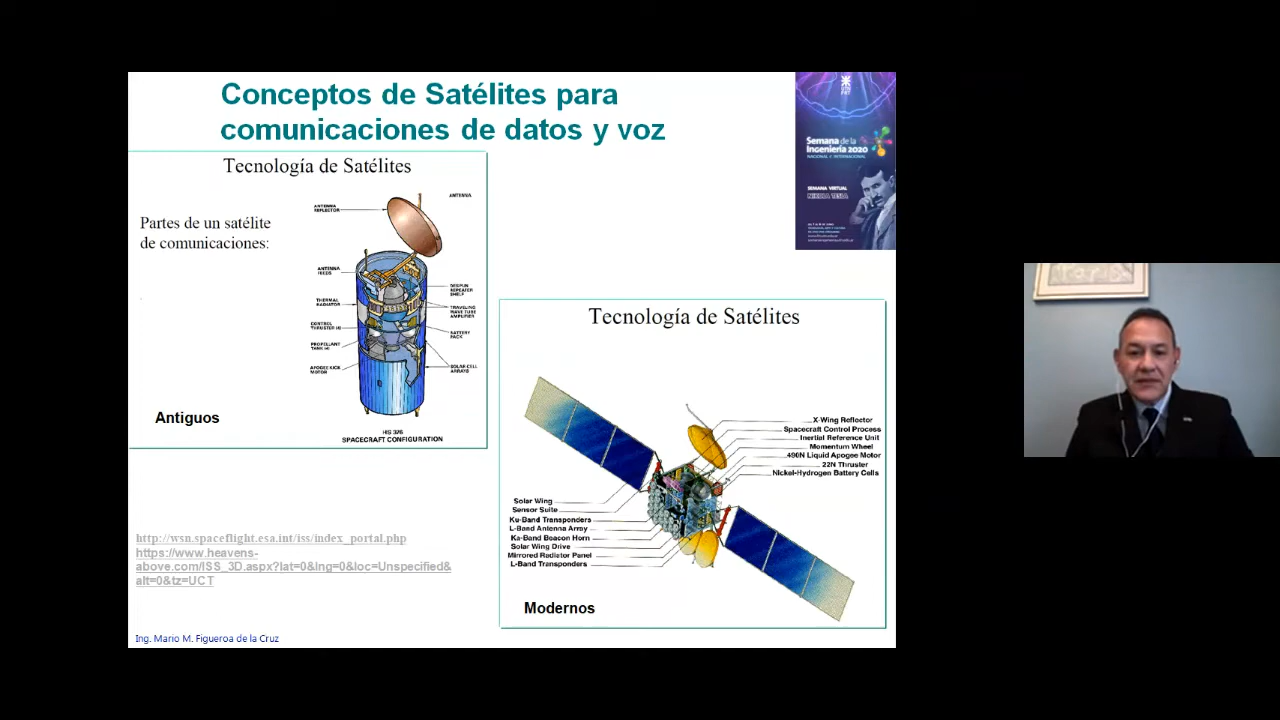 Conceptos de Satélites para
comunicaciones de datos y voz
Tecnología de Satélites
Partes de un satélite
de comunicaciones:
ANTENNA
ANTENNA
REFLECTOR
ANTENNA
FEEDS
THERMAL
RADIATOR
CONTROL
THRUSTER (4)
PROPELLANT
TANK (4)
APOGEE KICK
MOTOR
DESPUN
REPEATER
SHELF
TRAVELING
WAVE TUBE
AMPLIFIER
BATTERY
PACK
SOLAR CELL
ARRAYS
Antiguos
HS 376
SPACECRAFT CONFIGURATION
Semana de la
Ingeniería 2020
NACIONAL E INTERNACIONAL
SEMANA VIRTUAL
NIKOLA TESLA
Tecnología de Satélites
X-Wing Reflector
Spacecraft Control Process
Inertial Reference Unit
Momentum Wheel
490N Liquid Apogee Motor
22N Thruster
Nickel-Hydrogen Battery Cells
Solar Wing
Sensor Suite
Ku-Band Transponders
L-Band Antenna Array
Ka-Band Beacon Horn
Solar Wing Drive
Mirrored Radiator Panel
L-Band Transponders
Modernos
http://wsn.spaceflight.esa.int/iss/index_portal.php
https://www.heavens-
above.com/ISS_3D.aspx?lat=0&lng=0&loc=Unspecified&
alt=0&tz=UCT
Ing. Mario M. Figueroa de la Cruz